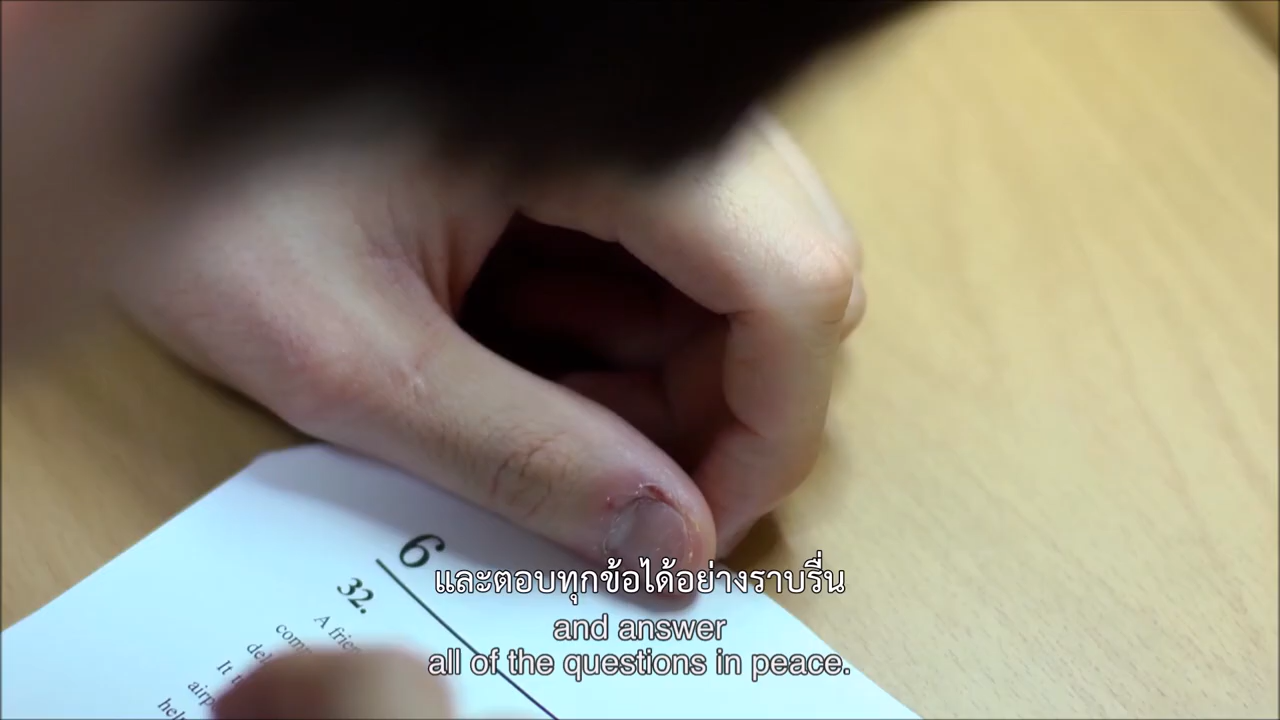 6
32.
A
It
และตอบทุกข้อได้อย่างราบรื่น
and answer
all of the questions in peace.